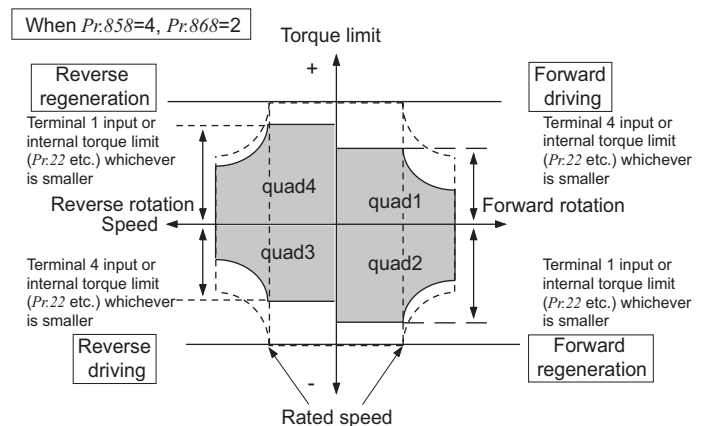 When Pr.858=4, Pr.868=2
Torque limit
+
Reverse
regeneration
Forward
driving
Terminal 1 input or
internal torque limit
(Pr.22 etc.) whichever
is smaller
Terminal 4 input or
internal torque limit
(Pr.22 etc.) whichever
is smaller
quad4
quad1
Reverse rotation
Speed
Forward rotation
quad3
quad2
Terminal 4 input or
internal torque limit
(Pr.22 etc.) whichever
is smaller
Terminal 1 input or
internal torque limit
(Pr.22 etc.) whichever
is smaller
Reverse
driving
Forward
regeneration
-
Rated speed